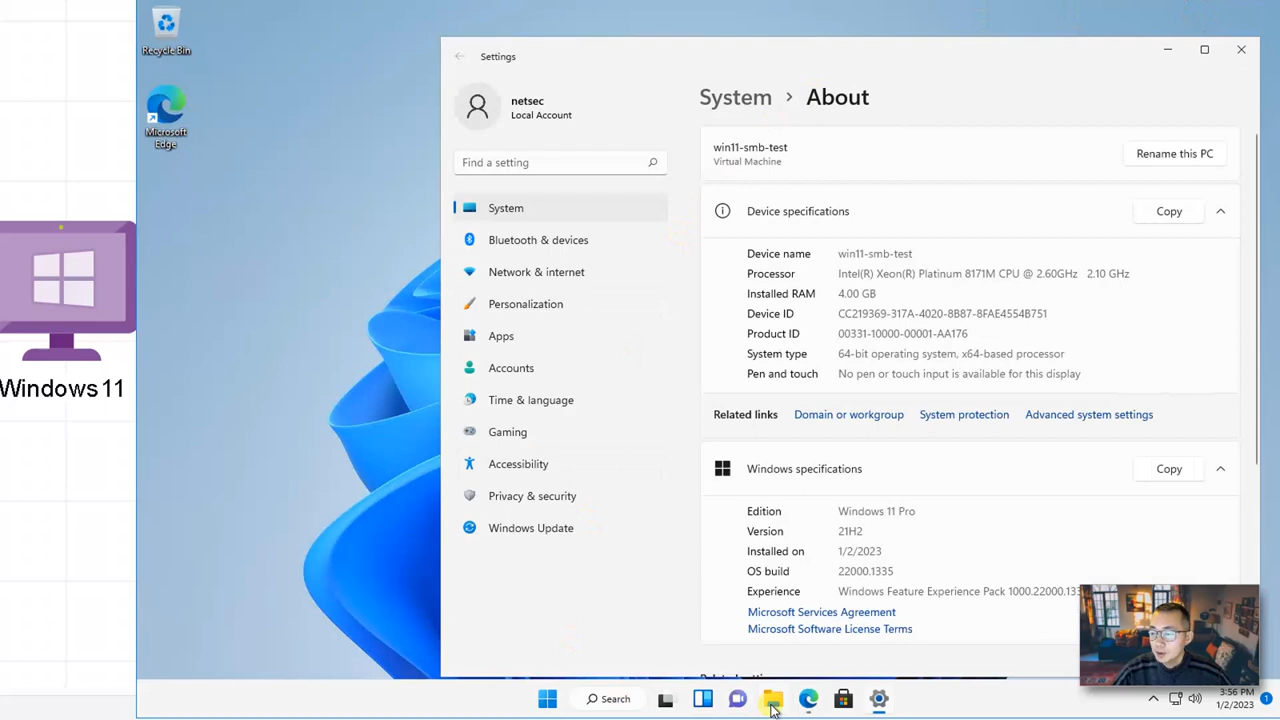 Recycle Bin
Microsoft
Edge
Windows 11
Settings
netsec
Local Account
Find a setting
System
Bluetooth & devices
Network & internet
Personalization
Apps
Accounts
Time & language
Gaming
Accessibility
Privacy & security
Windows Update
System > About
win11-smb-test
Virtual Machine
Rename this PC
Device specifications
Copy
Device name win11-smb-test
Processor Intel(R) Xeon(R) Platinum 8171M CPU @ 2.60GHz 2.10 GHz
Installed RAM 4.00 GB
Device ID CC219369-317A-4020-8B87-8FAE4554B751
Product ID 00331-10000-00001-AA176
System type 64-bit operating system, x64-based processor
Pen and touch No pen or touch input is available for this display
Related links Domain or workgroup System protection Advanced system settings
Windows specifications
Copy
Edition Windows 11 Pro
Version 21H2
Installed on 1/2/2023
OS build 22000.1335
Experience Windows Feature Experience Pack 1000.22000.13
Microsoft Services Agreement
Microsoft Software License Terms
Search
3:56 PM
1/2/2023
1